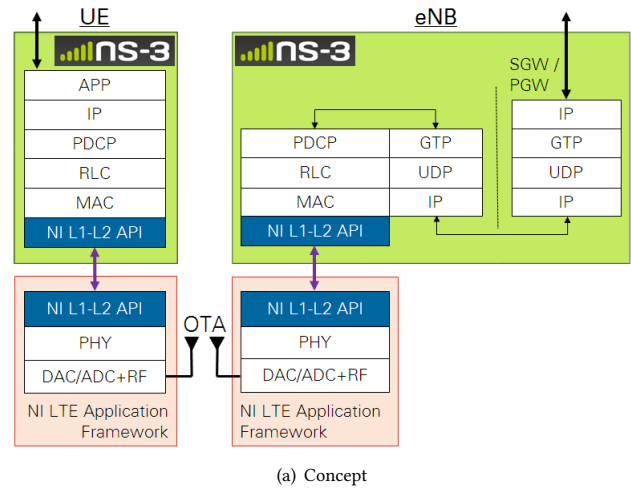 UE
eNB
ns-3
ns-3
SGW /
PGW
APP
IP
PDCP
RLC
MAC
NI L1-L2 API
PDCP
RLC
MAC
NI L1-L2 API
GTP
UDP
IP
IP
GTP
UDP
IP
NI L1-L2 API
PHY
DAC/ADC+RF
NI LTE Application
Framework
OTA
NI L1-L2 API
PHY
DAC/ADC+RF
NI LTE Application
Framework
(a) Concept